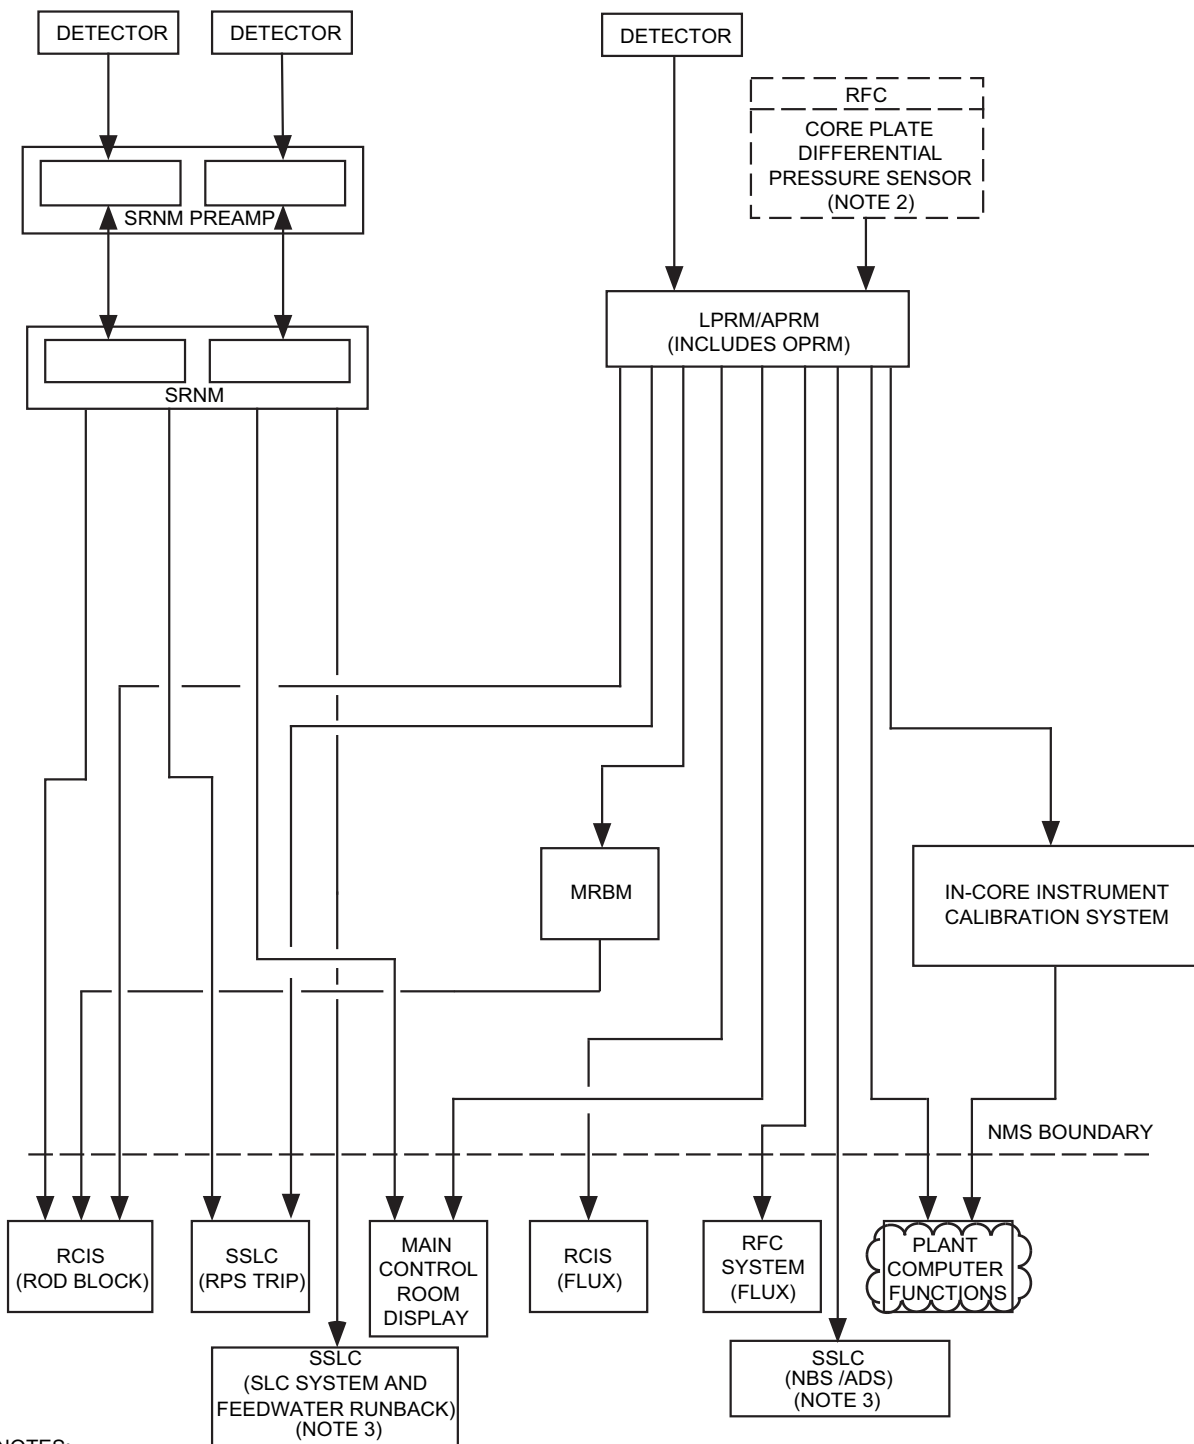 DETECTOR
DETECTOR
DETECTOR
RFC
CORE PLATE
DIFFERENTIAL
PRESSURE SENSOR
(NOTE 2)
SRNM PREAMP
LPRM/APRM
(INCLUDES OPRM)
SRNM
MRBM
IN-CORE INSTRUMENT
CALIBRATION SYSTEM
NMS BOUNDARY
RCIS
(ROD BLOCK)
SSLC
(RPS TRIP)
MAIN
CONTROL
ROOM
DISPLAY
RCIS
(FLUX)
RFC
SYSTEM
(FLUX)
PLANT
COMPUTER
FUNCTIONS
SSLC
(SLC SYSTEM AND
FEEDWATER RUNBACK)
(NOTE 3)
SSLC
(NBS /ADS)
(NOTE 3)
NOTES: